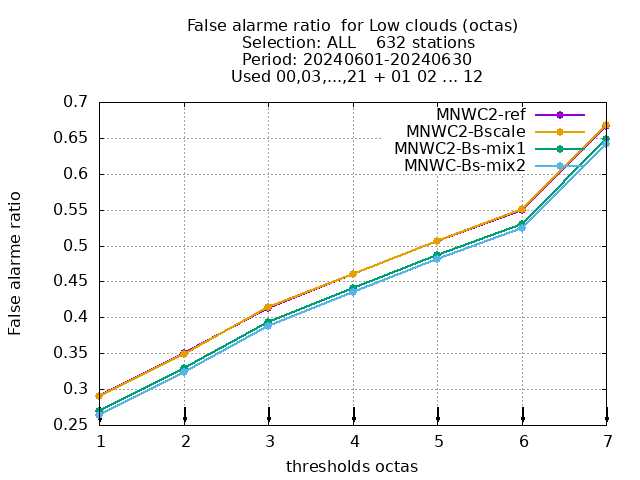 False alarme ratio  for Low clouds (octas)
Selection: ALL    632 stations
Period: 20240601-20240630
Used 00,03,...,21 + 01 02 ... 12
MNWC2-ref
MNWC2-Bscale
MNWC2-Bs-mix1
MNWC-Bs-mix2
False alarme ratio
0.7
0.65
0.6
0.55
0.5
0.45
0.4
0.35
0.3
0.25
1 2 3 4 5 6 7
thresholds octas